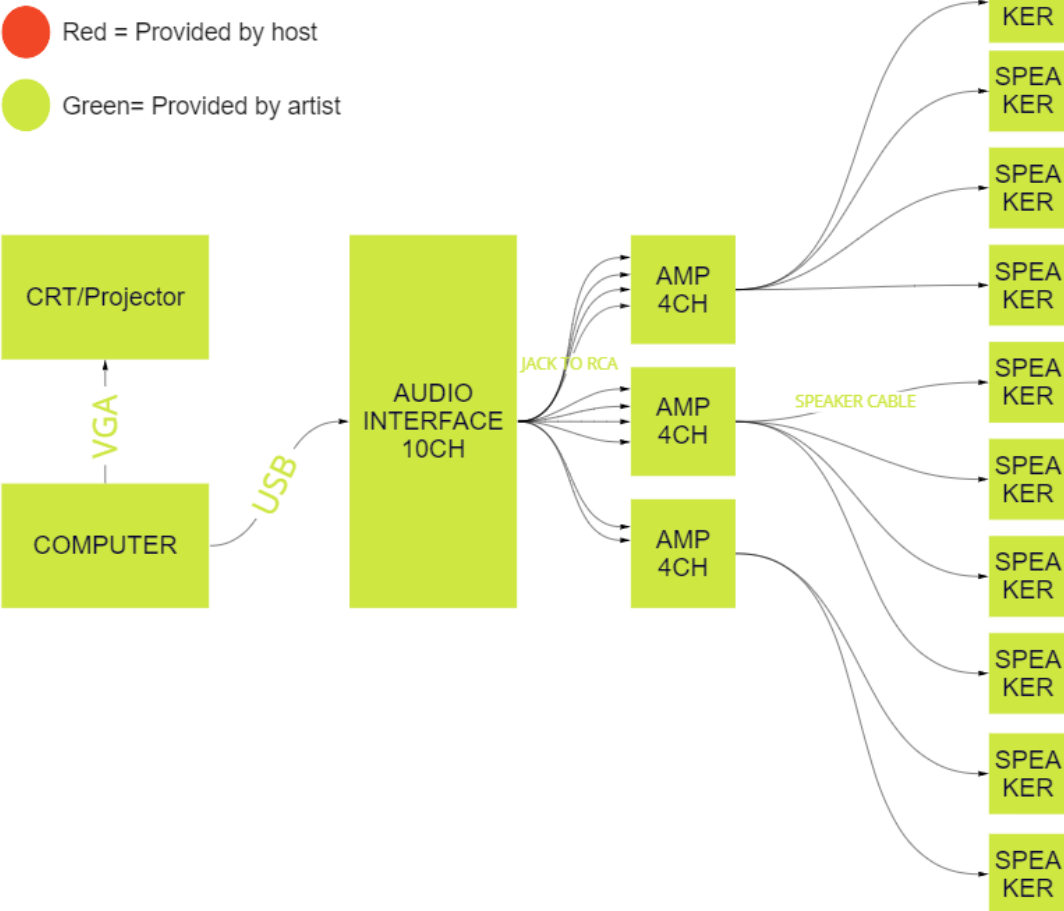 Red = Provided by host
Green= Provided by artist
CRT/Projector
VGA
COMPUTER
USB
AUDIO
INTERFACE
10CH
JACK TO RCA
AMP
4CH
AMP
4CH
AMP
4CH
SPEAKER CABLE
KER
SPEA
KER
SPEA
KER
SPEA
KER
SPEA
KER
SPEA
KER
SPEA
KER
SPEA
KER
SPEA
KER
SPEA
KER